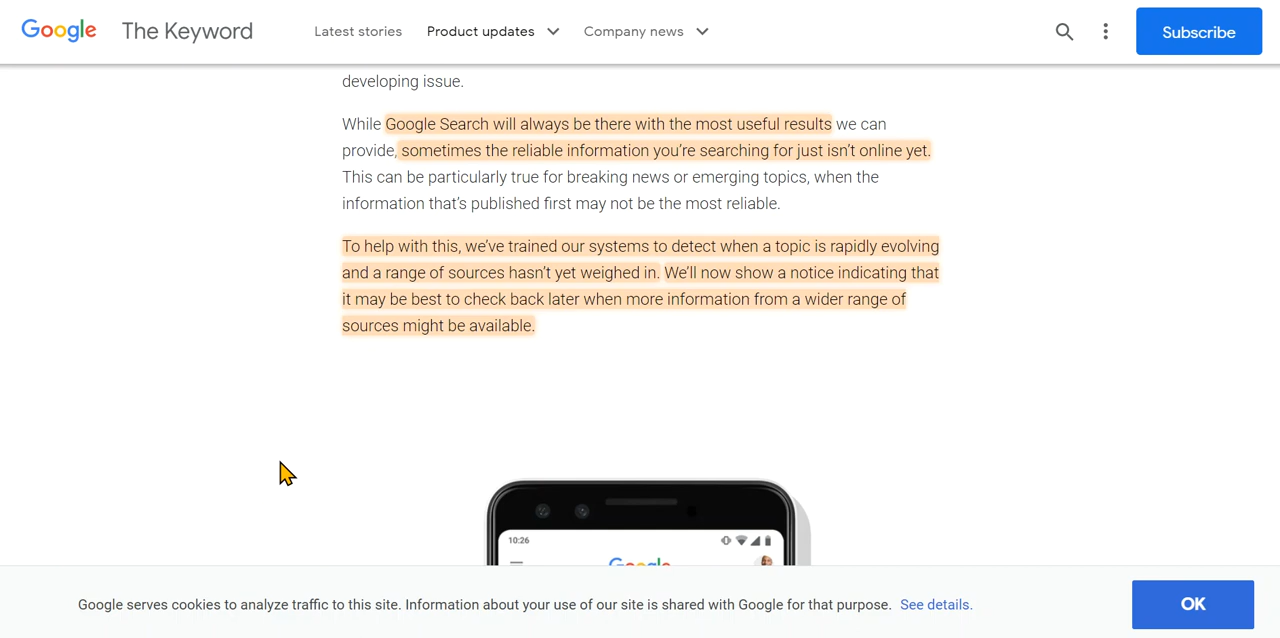 Google The Keyword Latest stories Product updates Company news Subscribe
developing issue.
While Google Search will always be there with the most useful results we can
provide, sometimes the reliable information you’re searching for just isn’t online yet.
This can be particularly true for breaking news or emerging topics, when the
information that’s published first may not be the most reliable.
To help with this, we’ve trained our systems to detect when a topic is rapidly evolving
and a range of sources hasn’t yet weighed in. We’ll now show a notice indicating that
it may be best to check back later when more information from a wider range of
sources might be available.
10:26
Google
Google serves cookies to analyze traffic to this site. Information about your use of our site is shared with Google for that purpose. See details. OK